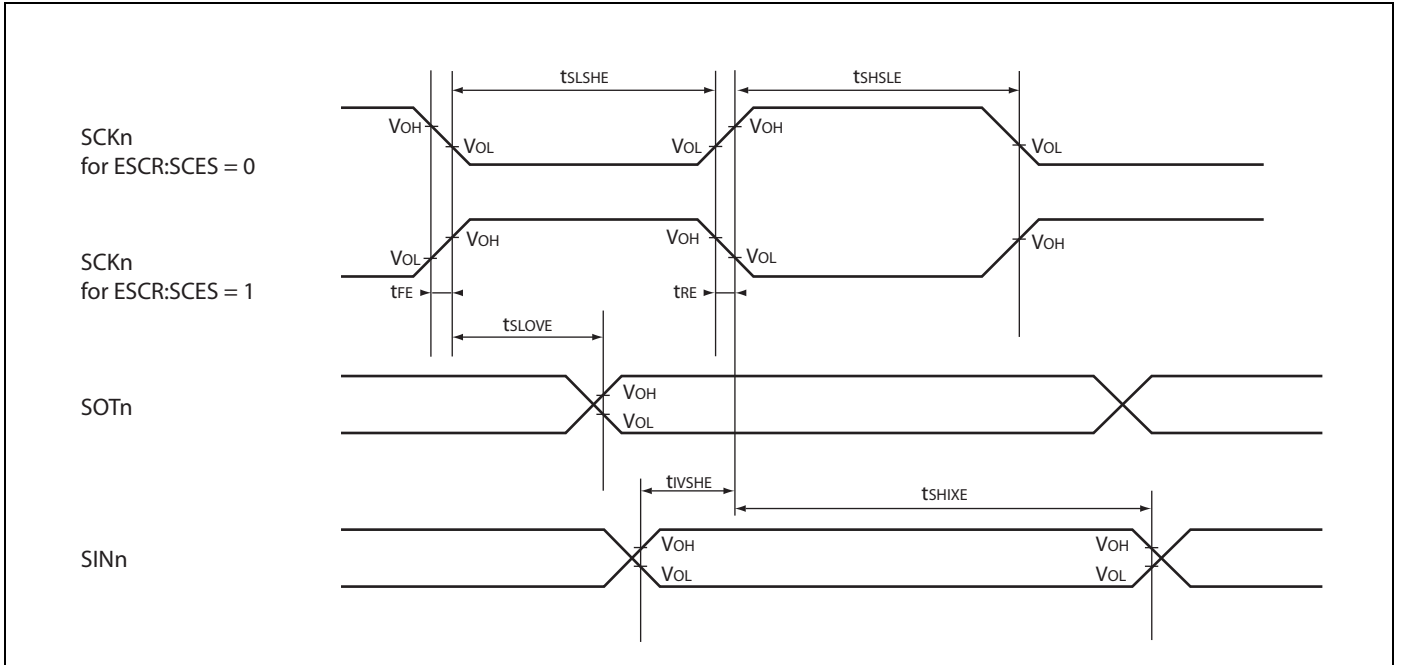 tSLSHE tSHSLE
SCKn
for ESCR:SCES = 0
VOH VOL VOL VOH VOL
SCKn
for ESCR:SCES = 1
VOL VOH VOH VOL VOH
tFE tRE
tSLOVE
SOTn
VOH
VOL
tIVSHE tSHIXE
SINn
VOH VOH
VOL VOL